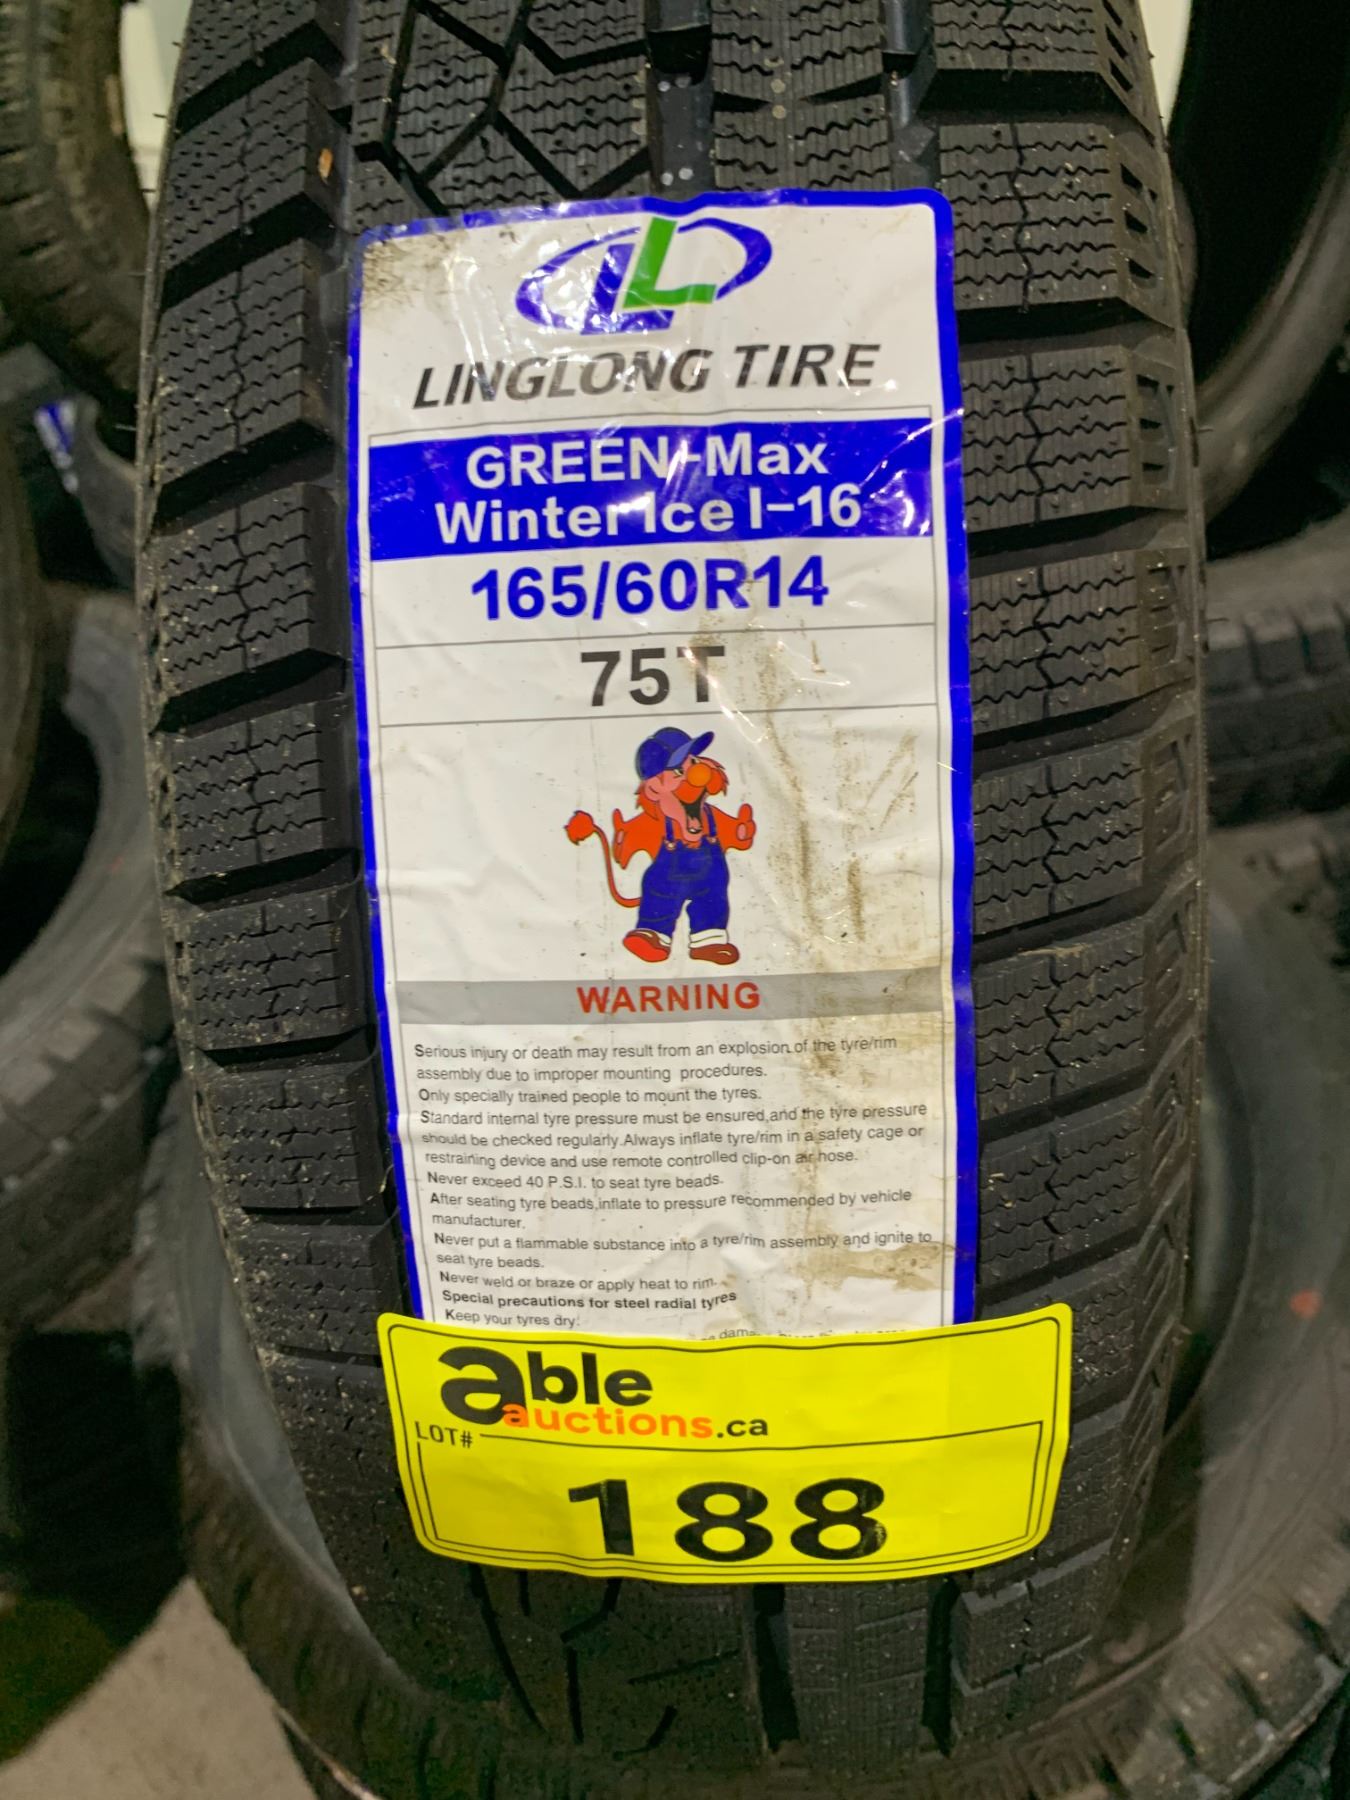 LINGLONG TIRE
GREEN-Max
Winter Ice I-16
165/60R14
75T
WARNING
Serious injury or death may result from an explosion of the tyre/rim
assembly due to improper mounting procedures.
Only specially trained people to mount the tyres.
Standard internal tyre pressure must be ensured,and the tyre pressure
should be checked regularly.Always inflate tyre/rim in a safety cage or
restraining device and use remote controlled clip-on air hose.
Never exceed 40 P.S.I. to seat tyre beads.
After seating tyre beads,inflate to pressure recommended by vehicle
manufacturer.
Never put a flammable substance into a tyre/rim assembly and ignite to
seat tyre beads.
Never weld or braze or apply heat to rim.
Special precautions for steel radial tyres
Keep your tyres dry:
able
auctions.ca
LOT#
188